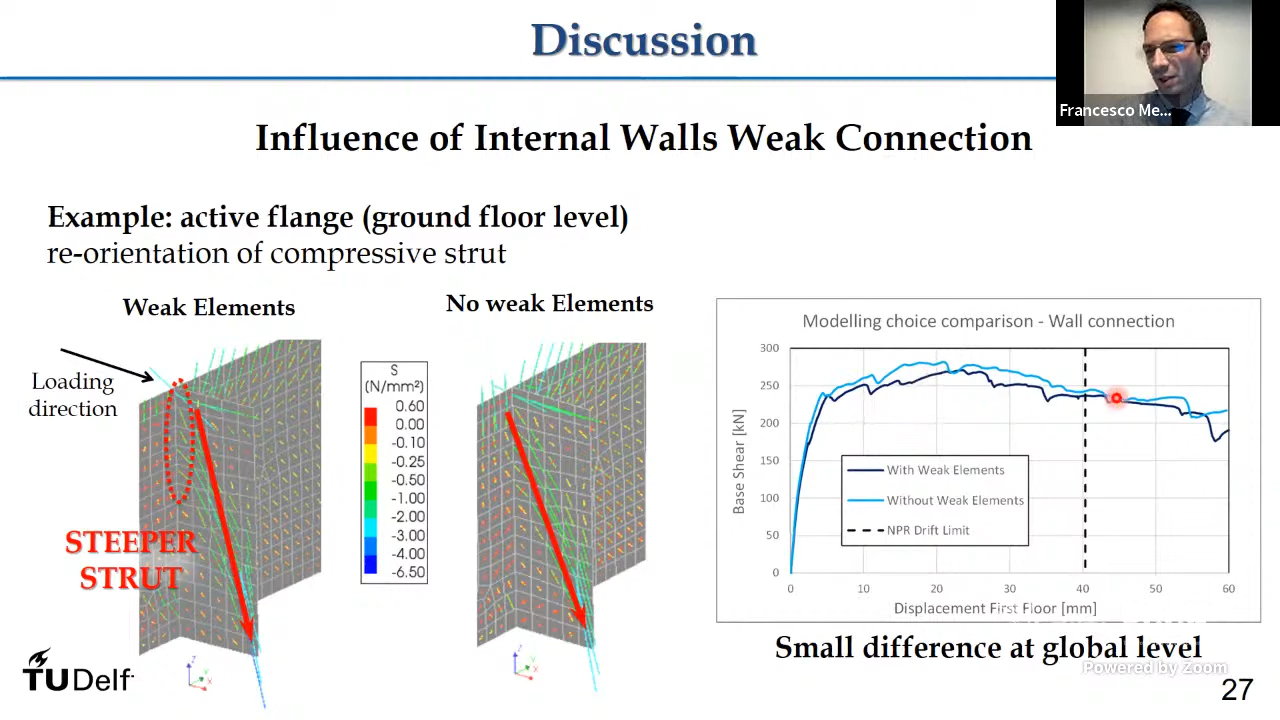 Discussion
Francesco Me...
Influence of Internal Walls Weak Connection
Example: active flange (ground floor level)
re-orientation of compressive strut
Weak Elements
No weak Elements
Loading
direction
S
(N/mm²)
0.60
0.00
-0.10
-0.25
-0.50
-1.00
-2.00
-3.00
-4.00
-6.50
STEEPER
STRUT
Modelling choice comparison - Wall connection
Base Shear [kN]
300
250
200
150
100
50
0
With Weak Elements
Without Weak Elements
NPR Drift Limit
0 10 20 30 40 50 60
Displacement First Floor [mm]
Small difference at global level
Powered by Zoom
TUDelft
27